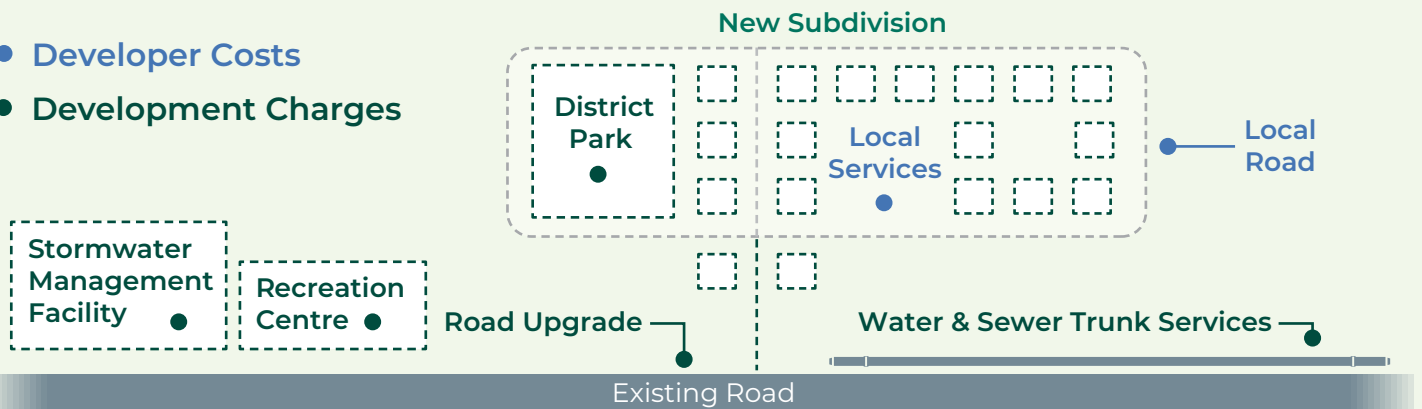 New Subdivision
Developer Costs
Development Charges
District
Park
Local
Services
Local
Road
Stormwater
Management
Facility
Recreation
Centre
Road Upgrade
Water & Sewer Trunk Services
Existing Road